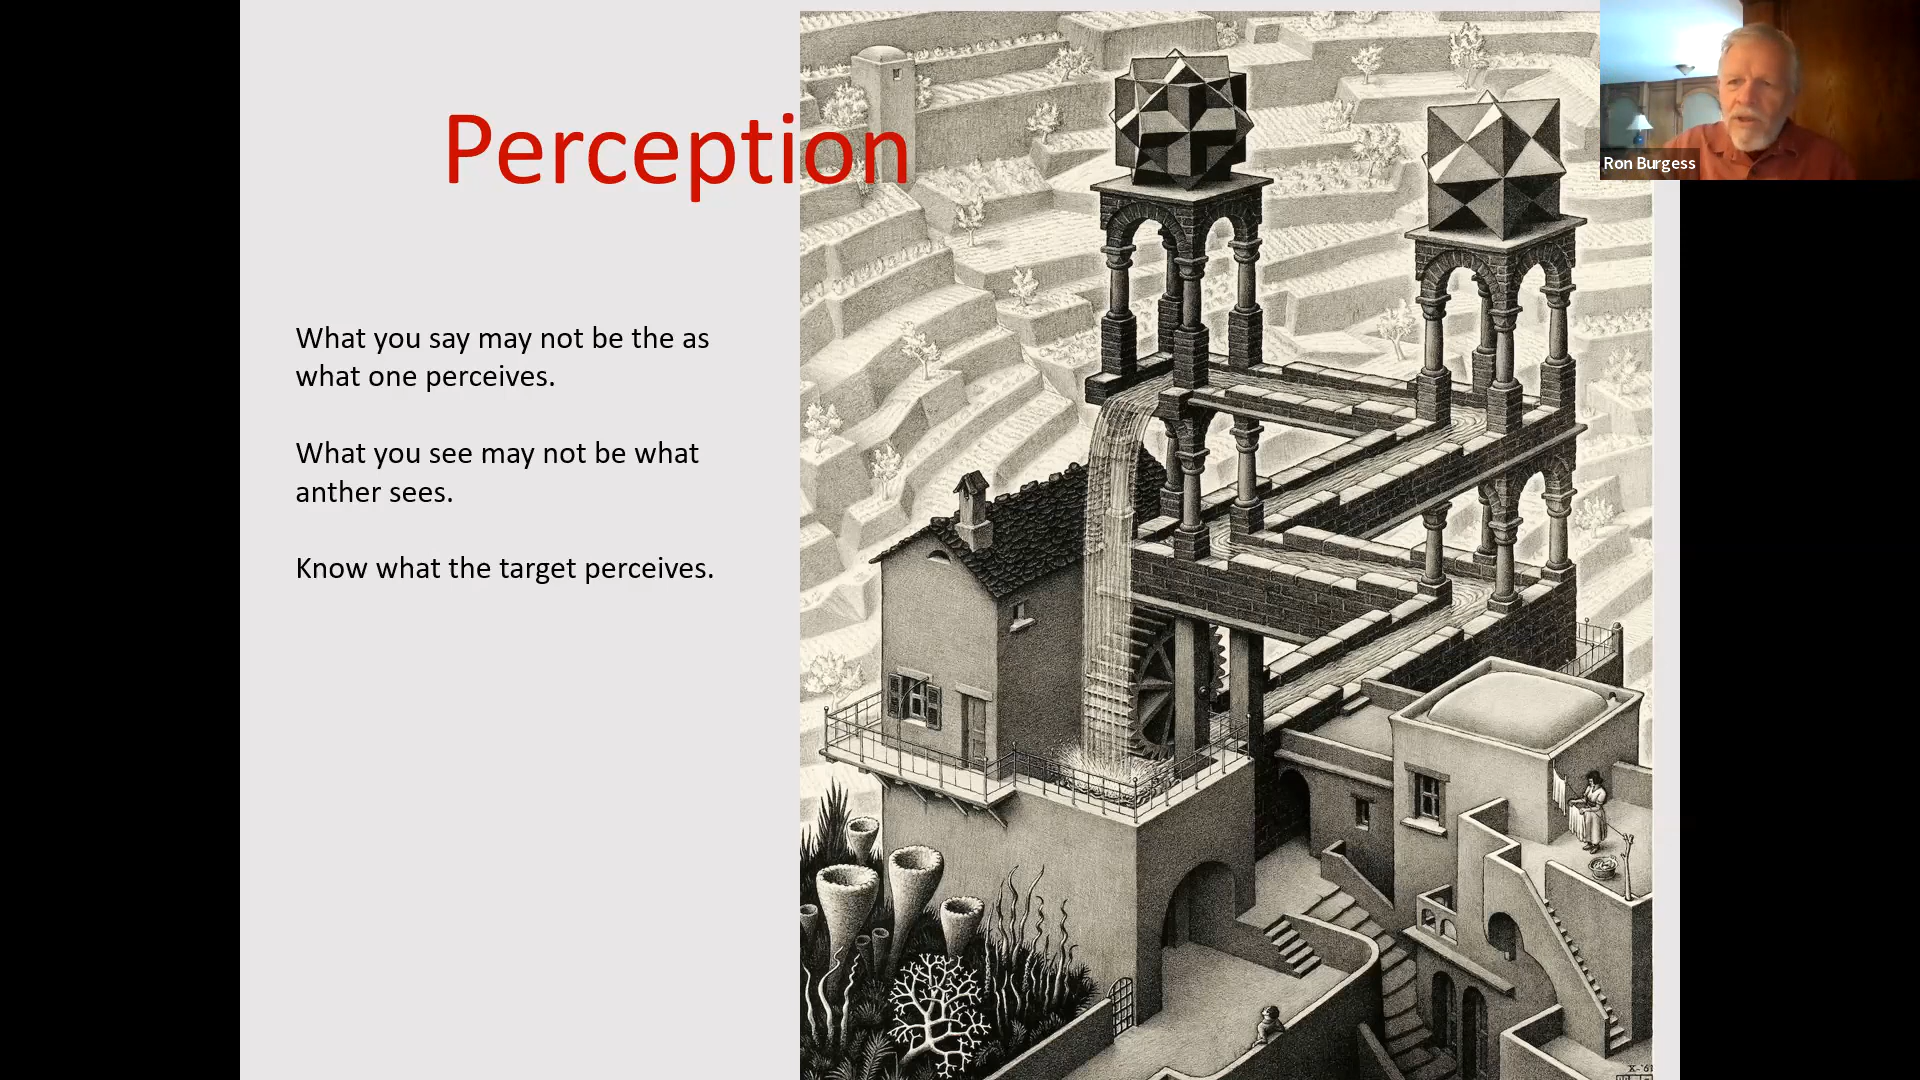 Perception
Ron Burgess
What you say may not be the as
what one perceives.
What you see may not be what
anther sees.
Know what the target perceives.
X-'61